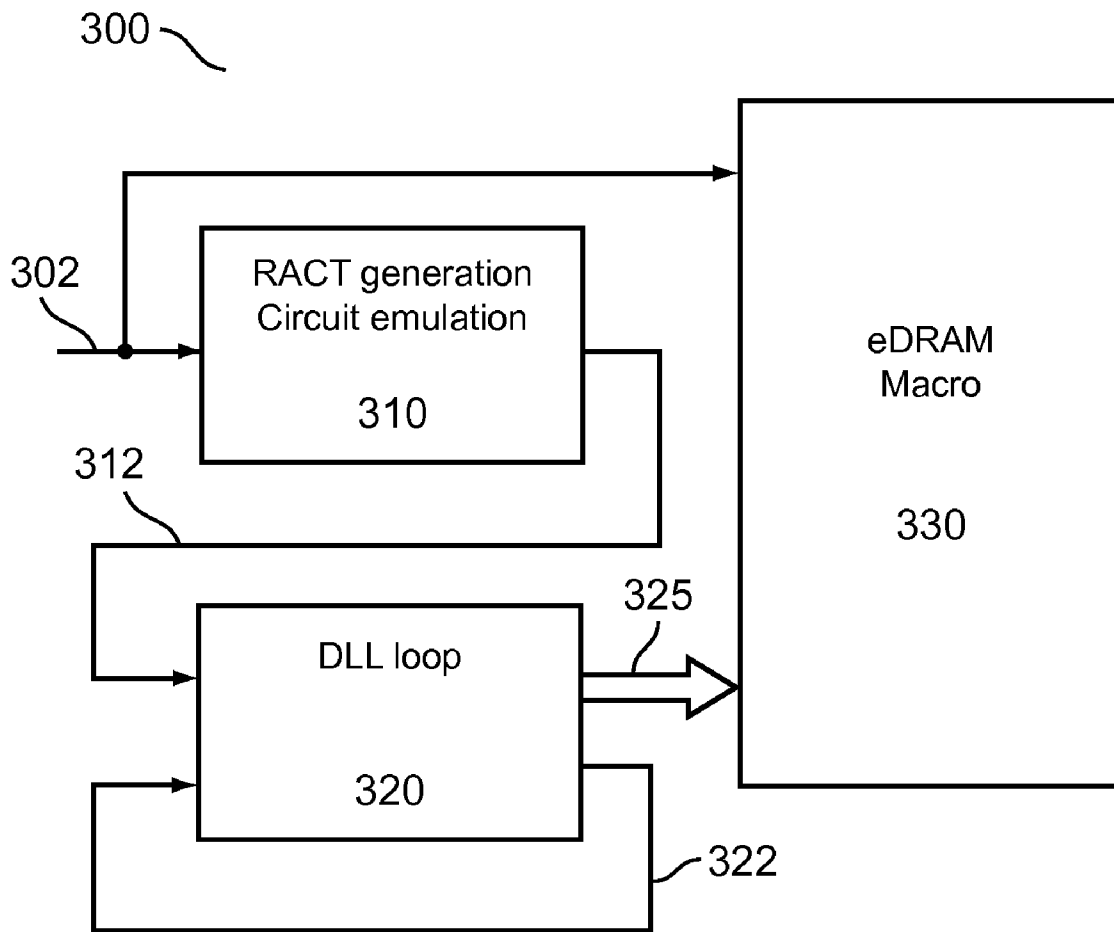 300
302
RACT generation
Circuit emulation
310
eDRAM
Macro
330
312
325
DLL loop
320
322